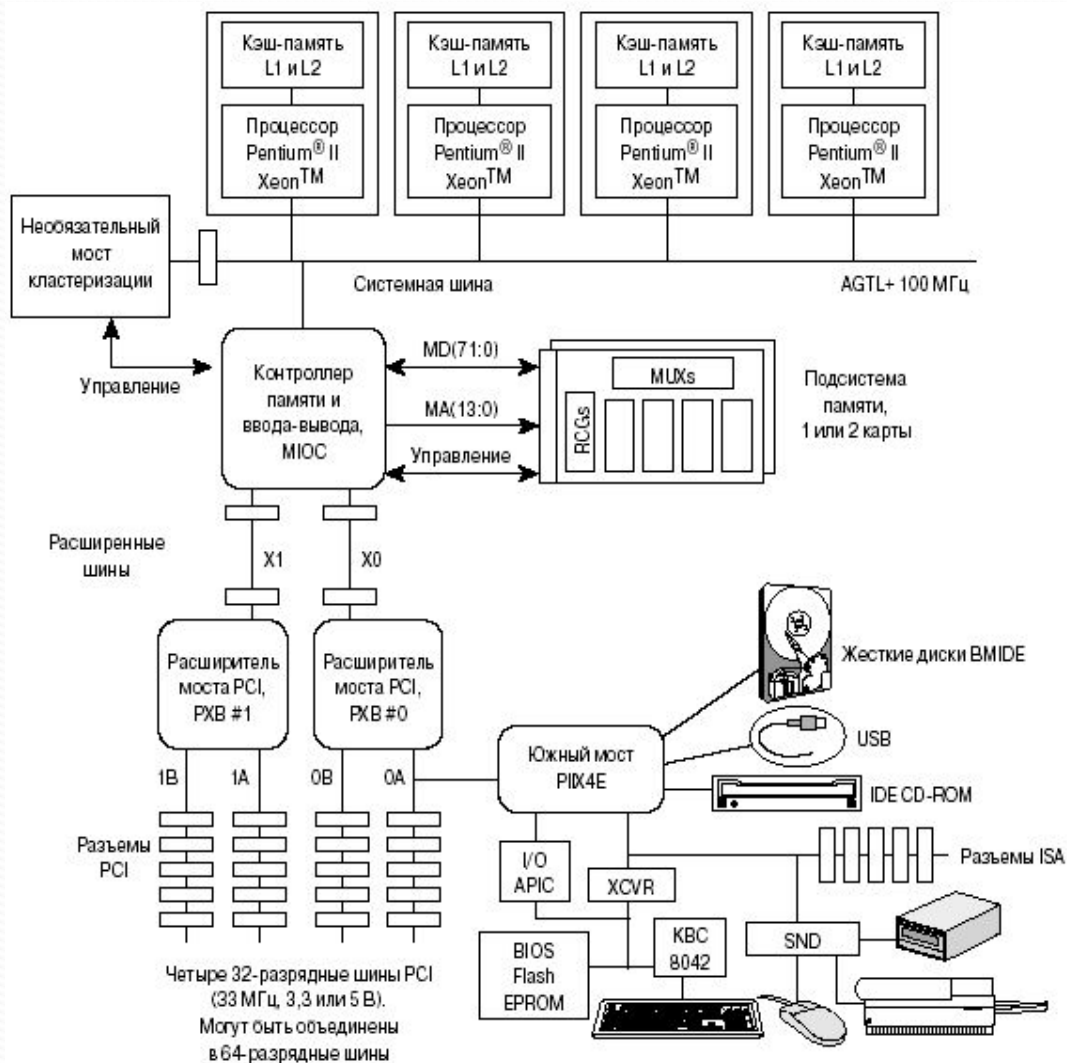 Кэш-память
L1 и L2
Кэш-память
L1 и L2
Кэш-память
L1 и L2
Кэш-память
L1 и L2
Процессор
Pentium® II
Xeon™
Процессор
Pentium® II
Xeon™
Процессор
Pentium® II
Xeon™
Процессор
Pentium® II
Xeon™
Необязательный
мост
кластеризации
Системная шина
AGTL+ 100 МГц
Управление
Контроллер
памяти и
ввода-вывода,
MIOC
MD(71:0)
MA(13:0)
Управление
MUXs
RCGs
Подсистема
памяти,
1 или 2 карты
Расширенные
шины
X1
X0
Расширитель
моста PCI,
PXB #1
Расширитель
моста PCI,
PXB #0
Жесткие диски BMIDE
Южный мост
PIIX4E
USB
IDE CD-ROM
1B
1A
0B
0A
Разъемы
PCI
I/O
APIC
XCVR
Разъемы ISA
BIOS
Flash
EPROM
KBC
8042
SND
Четыре 32-разрядные шины PCI
(33 МГц, 3,3 или 5 В).
Могут быть объединены
в 64-разрядные шины